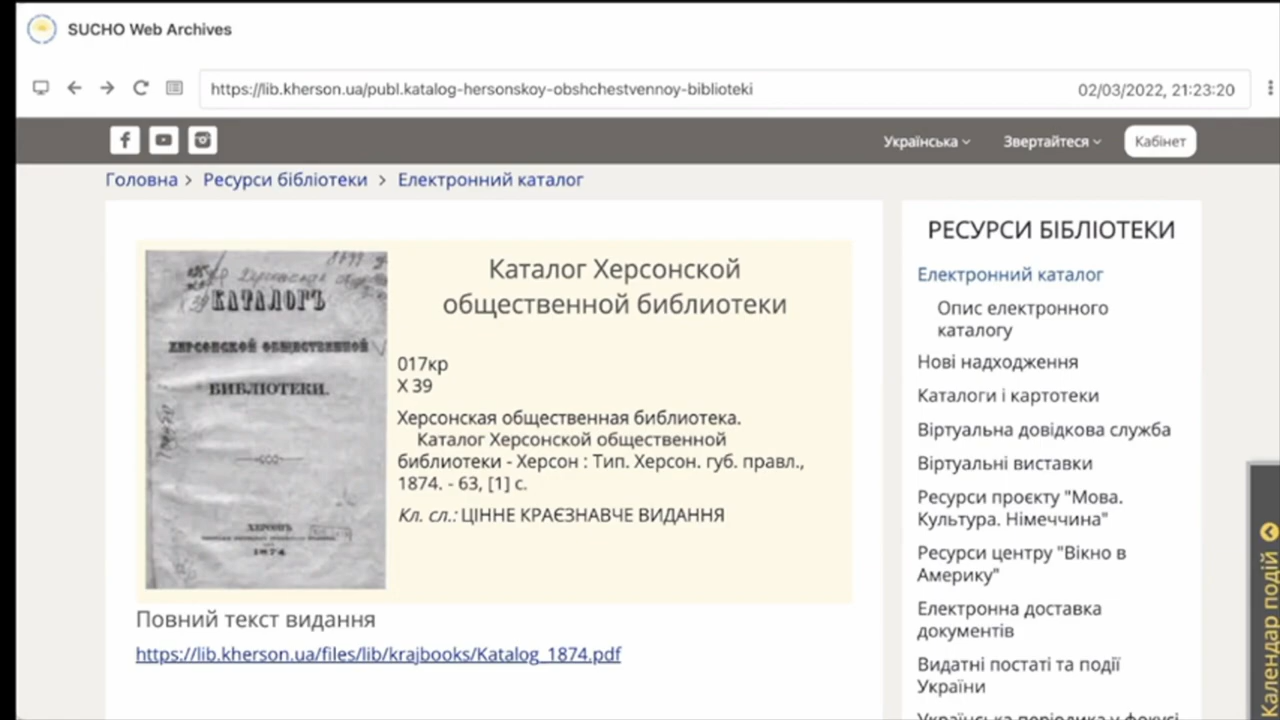 SUCHO Web Archives
https://lib.kherson.ua/publ.katalog-hersonskoy-obshchestvennoy-biblioteki
02/03/2022, 21:23:20
Українська
Звертайтеся
Кабінет
Головна > Ресурси бібліотеки > Електронний каталог
КАТАЛОГЪ
ХЕРСОНСКОЙ ОБЩЕСТВЕННОЙ
БИБЛІОТЕКИ.
ХЕРСОНЪ
1874
Каталог Херсонской
общественной библиотеки
017кр
Х 39
Херсонская общественная библиотека.
Каталог Херсонской общественной
библиотеки - Херсон : Тип. Херсон. губ. правл.,
1874. - 63, [1] с.
Кл. сл.: ЦІННЕ КРАЄЗНАВЧЕ ВИДАННЯ
Повний текст видання
https://lib.kherson.ua/files/lib/krajbooks/Katalog_1874.pdf
РЕСУРСИ БІБЛІОТЕКИ
Електронний каталог
Опис електронного
каталогу
Нові надходження
Каталоги і картотеки
Віртуальна довідкова служба
Віртуальні виставки
Ресурси проєкту "Мова.
Культура. Німеччина"
Ресурси центру "Вікно в
Америку"
Електронна доставка
документів
Видатні постаті та події
України
Українська періодика у фокусі
Календар подій